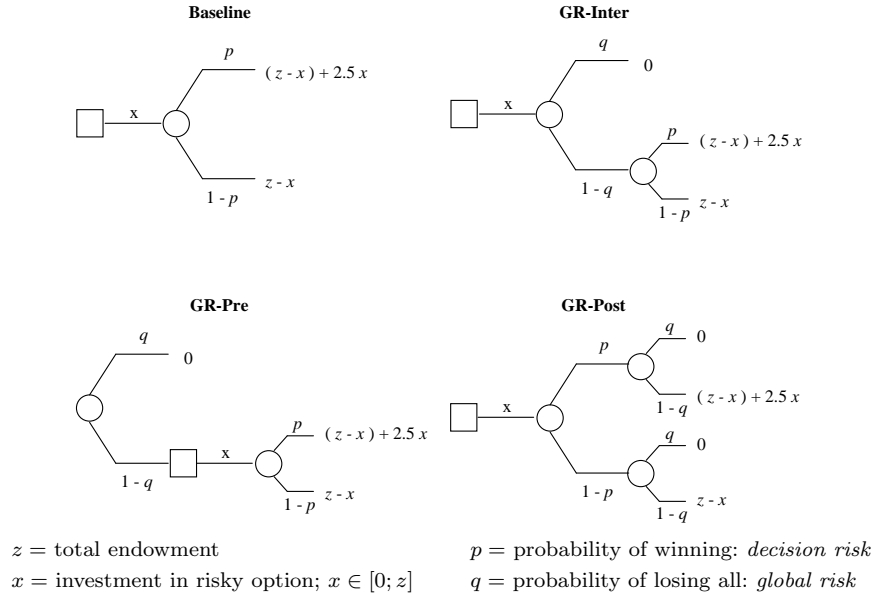 Baseline
p
( z - x ) + 2.5 x
x
z - x
1 - p
GR-Inter
q
0
x
p
( z - x ) + 2.5 x
1 - q
z - x
1 - p
GR-Pre
q
0
p
( z - x ) + 2.5 x
x
1 - q
z - x
1 - p
GR-Post
q
0
p
1 - q ( z - x ) + 2.5 x
x
q
0
1 - p
z - x
1 - q
z = total endowment
x = investment in risky option; x ∈ [0; z]
p = probability of winning: decision risk
q = probability of losing all: global risk